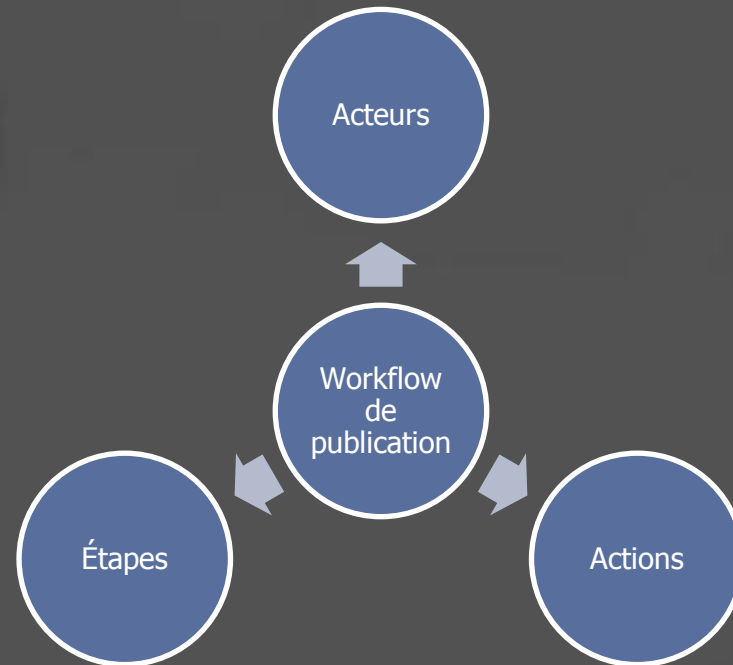 Acteurs
Workflow
de
publication
Étapes
Actions